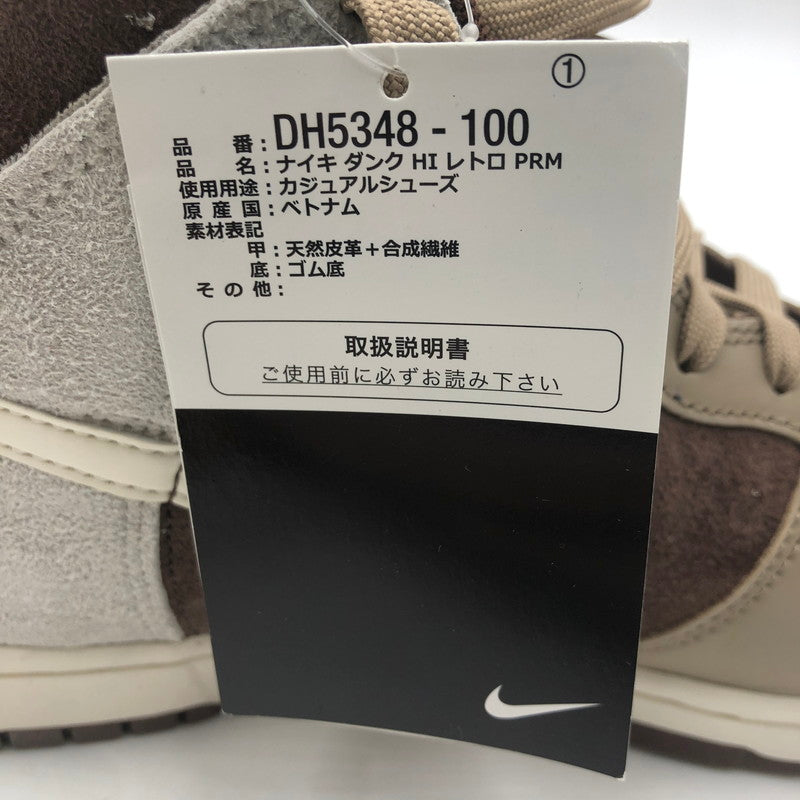 ①
品番：DH5348 - 100
品名：ナイキ ダンク HI レトロ PRM
使用用途：カジュアルシューズ
原産国：ベトナム
素材表記
甲：天然皮革＋合成繊維
底：ゴム底
その他：
取扱説明書
ご使用前に必ずお読み下さい